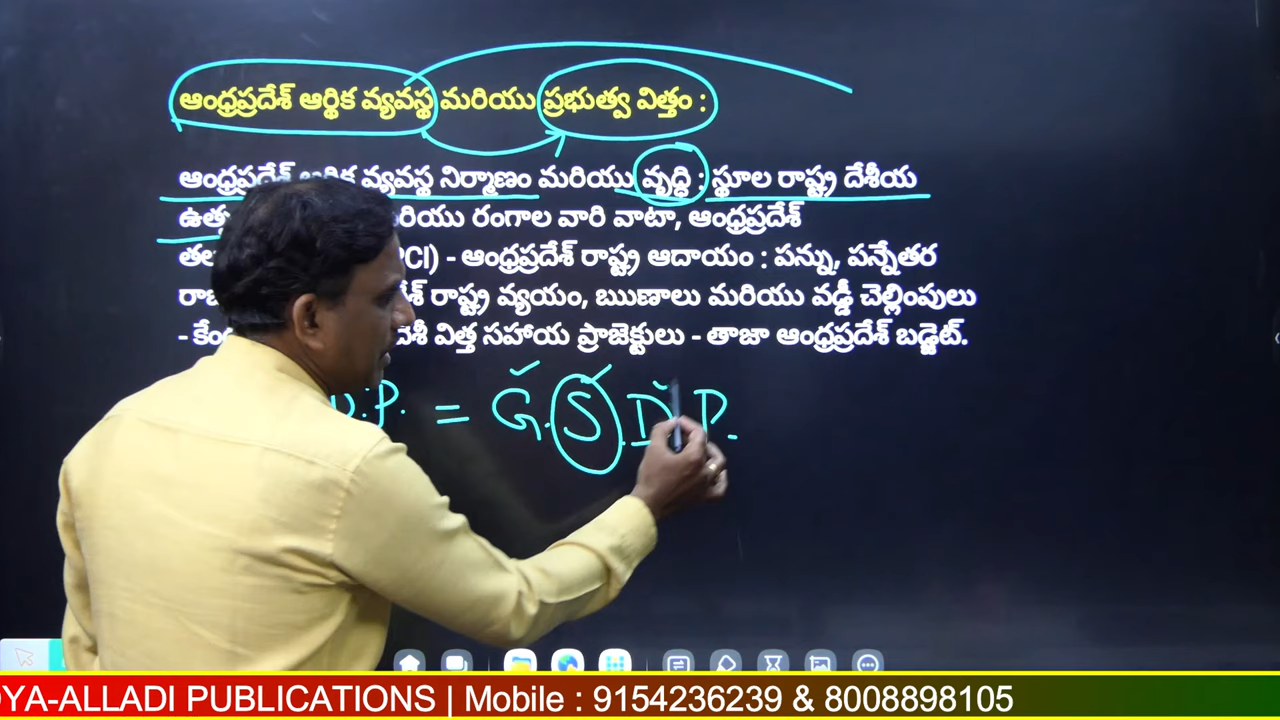 ఆంధ్రప్రదేశ్ ఆర్థిక వ్యవస్థ మరియు ప్రభుత్వ విత్తం :
ఆంధ్రప్రదేశ్ ఆర్థిక వ్యవస్థ నిర్మాణం మరియు వృద్ధి : స్థూల రాష్ట్ర దేశీయ
వారి వాటా, ఆంధ్రప్రదేశ్ రంగాల
PCI) - ఆంధ్రప్రదేశ్ రాష్ట్ర ఆదాయం : పన్ను, పన్నేతర
రాష్ట్ర వ్యయం, ఋణాలు మరియు వడ్డీ చెల్లింపులు
విత్త సహాయ ప్రాజెక్టులు - తాజా ఆంధ్రప్రదేశ్ బడ్జెట్.
D.P. = G.S.D.P.
DYA-ALLADI PUBLICATIONS | Mobile : 9154236239 & 8008898105